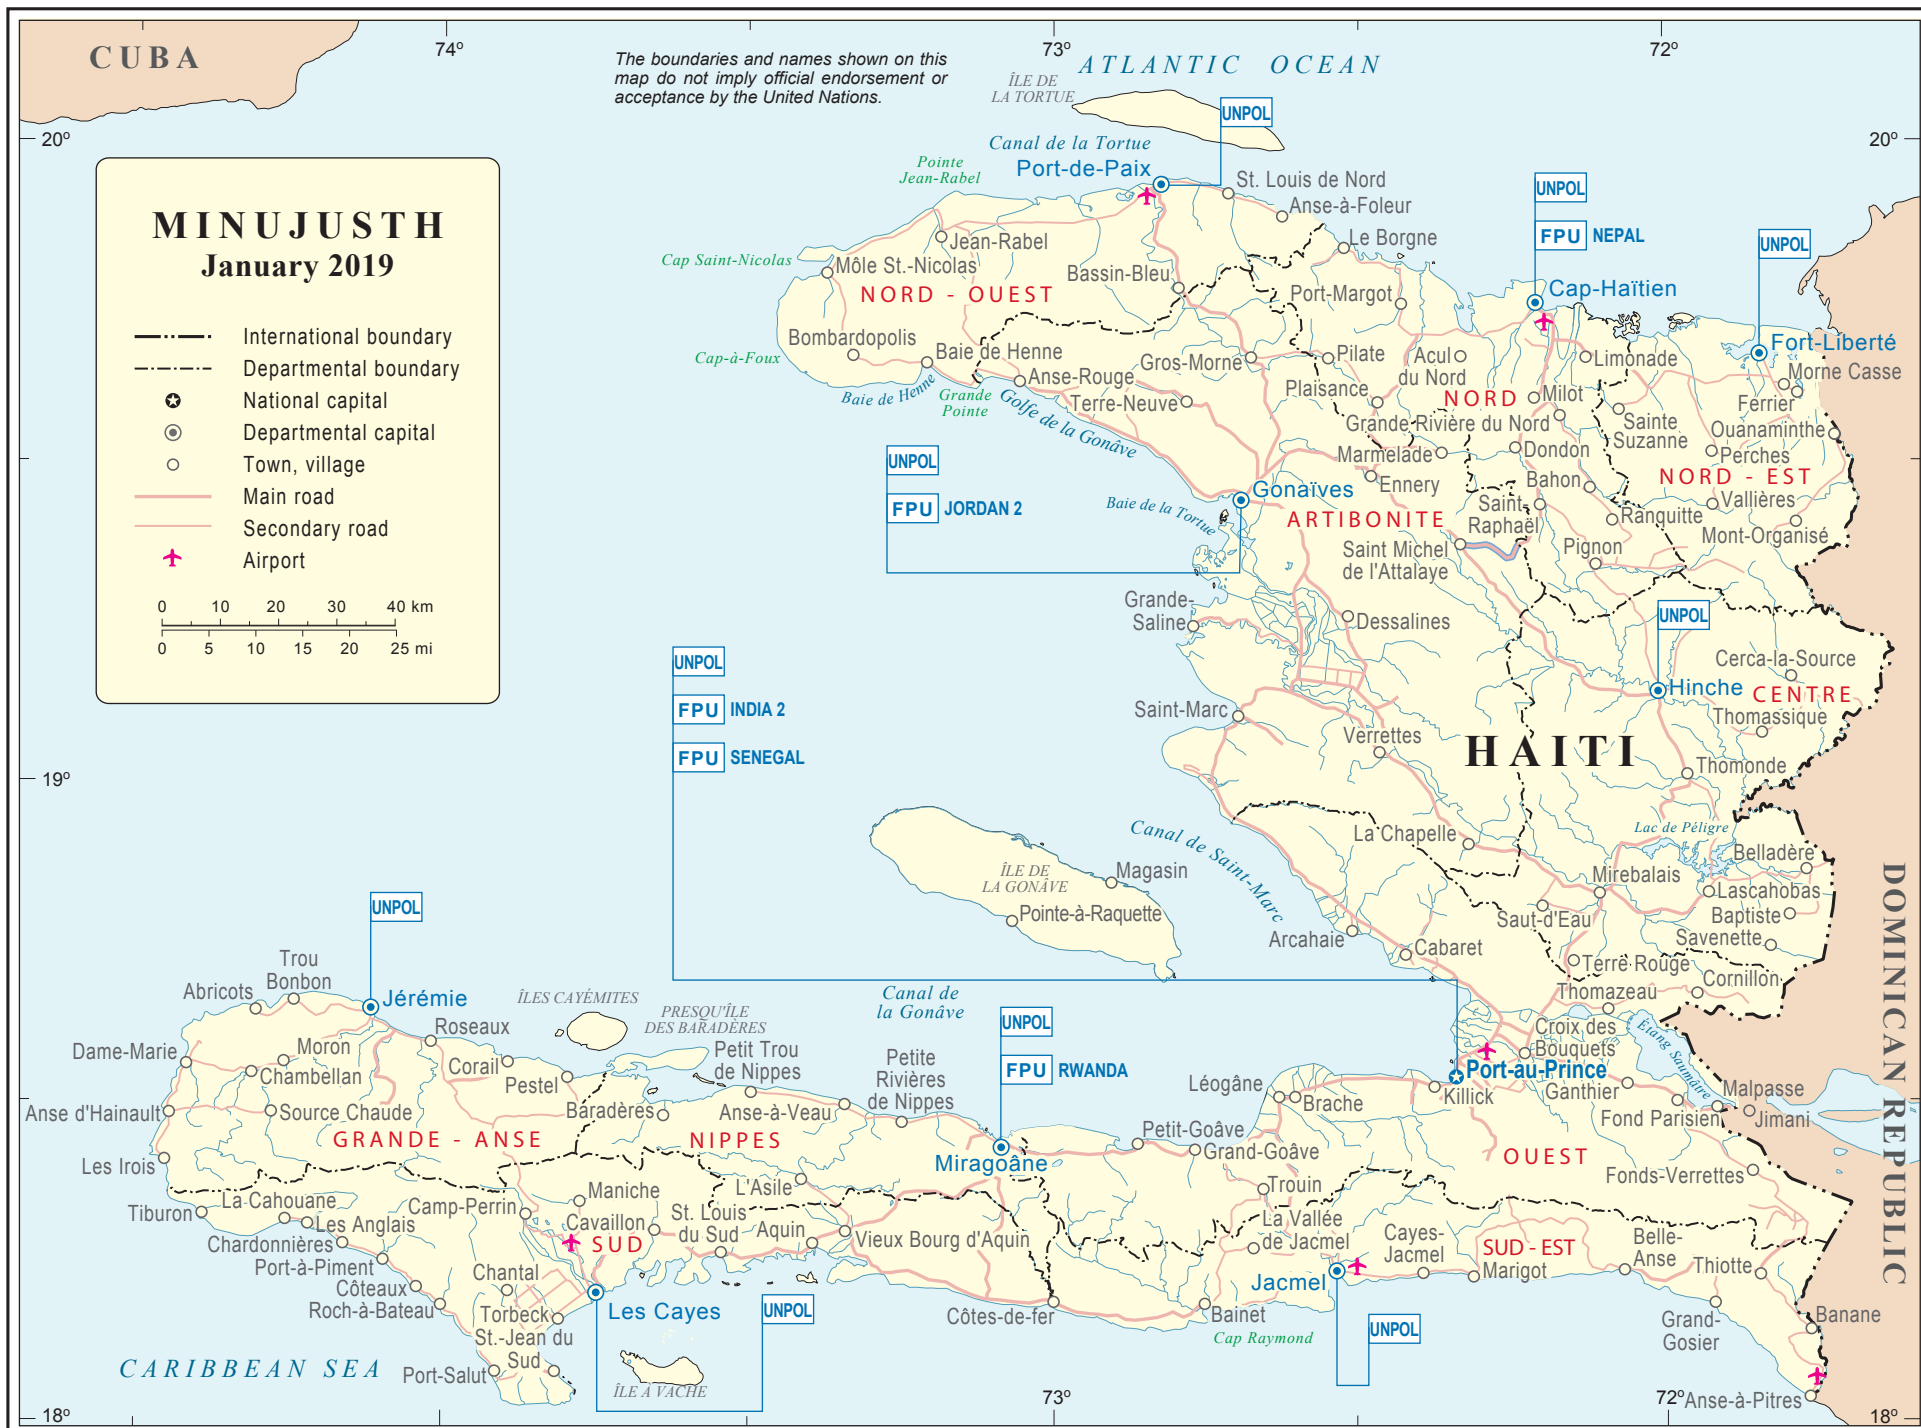 CUBA
74º
73º
72º
The boundaries and names shown on this
map do not imply official endorsement or
acceptance by the United Nations.
ATLANTIC OCEAN
ÎLE DE
LA TORTUE
UNPOL
20º
20º
Canal de la Tortue
Pointe
Jean-Rabel
Port-de-Paix
St. Louis de Nord
Anse-à-Foleur
UNPOL
FPU NEPAL
UNPOL
MINUJUSTH
January 2019
International boundary
Departmental boundary
National capital
Departmental capital
Town, village
Main road
Secondary road
Airport
0 10 20 30 40 km
0 5 10 15 20 25 mi
Jean-Rabel
Le Borgne
Cap Saint-Nicolas
Môle St.-Nicolas
Bassin-Bleu
NORD - OUEST
Port-Margot
Cap-Haïtien
Bombardopolis
Cap-à-Foux
Baie de Henne
Gros-Morne
Pilate
Acul
du Nord
Limonade
Fort-Liberté
Morne Casse
Anse-Rouge
Baie de Henne
Grande
Pointe
Golfe de la Gonâve
Terre-Neuve
Plaisance
NORD
Milot
Ferrier
Grande Rivière du Nord
Sainte
Suzanne
Ouanaminthe
UNPOL
FPU JORDAN 2
Marmelade
Dondon
Perches
Ennery
Bahon
NORD - EST
Gonaïves
Baie de la Tortue
ARTIBONITE
Saint-
Raphaël
Ranquitte
Vallières
Mont-Organisé
Saint Michel
de l'Attalaye
Pignon
Grande-
Saline
Dessalines
UNPOL
Cerca-la-Source
Hinche
CENTRE
UNPOL
FPU INDIA 2
FPU SENEGAL
Saint-Marc
Thomassique
Verrettes
HAITI
Thomonde
Canal de Saint-Marc
La Chapelle
Lac de Péligre
Belladère
ÎLE DE
LA GONÂVE
Magasin
Mirebalais
Lascahobas
Pointe-à-Raquette
Saut-d'Eau
Baptiste
Arcahaie
Savenette
Cabaret
Terre Rouge
Cornillon
DOMINICAN REPUBLIC
19º
UNPOL
Trou
Bonbon
Abricots
Jérémie
ÎLES CAYÉMITES
PRESQU'ÎLE
DES BARADÈRES
Canal de
la Gonâve
Thomazeau
Roseaux
UNPOL
FPU RWANDA
Croix des
Bouquets
Étang Saumâtre
Dame-Marie
Moron
Chambellan
Corail
Pestel
Petit Trou
de Nippes
Petite
Rivières
de Nippes
Léogâne
Port-au-Prince
Killick
Ganthier
Malpasse
Anse d'Hainault
Source Chaude
Baradères
Anse-à-Veau
Brache
Fond Parisien
Jimani
GRANDE - ANSE
NIPPES
Petit-Goâve
Les Irois
Miragoâne
Grand-Goâve
OUEST
Fonds-Verrettes
L'Asile
Trouin
Maniche
La Cahouane
Tiburon
Camp-Perrin
Les Anglais
Cavaillon
St. Louis
du Sud
Aquin
Vieux Bourg d'Aquin
La Vallée
de Jacmel
Cayes-
Jacmel
SUD-EST
Belle-
Anse
Chardonnières
SUD
Port-à-Piment
Chantal
Jacmel
Marigot
Thiotte
Côteaux
Roch-à-Bateau
Torbeck
Les Cayes
UNPOL
Côtes-de-fer
Bainet
Cap Raymond
UNPOL
Grand-
Gosier
Banane
St.-Jean du
Sud
CARIBBEAN SEA
Port-Salut
ÎLE A VACHE
Anse-à-Pitres
18º
73º
72º
18º